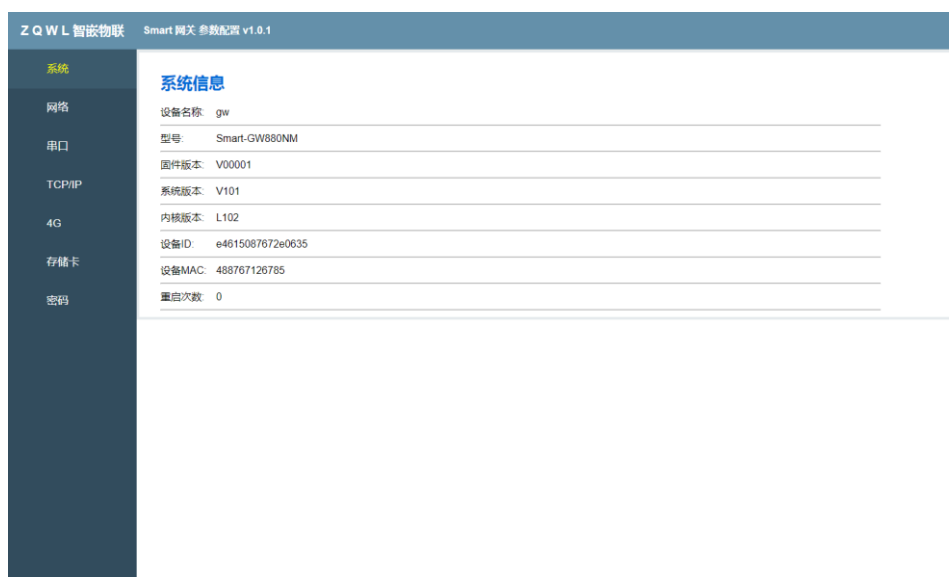 Z Q W L 智嵌物联 Smart 网关 参数配置 v1.0.1
系统
网络
串口
TCP/IP
4G
存储卡
密码
系统信息
设备名称: gw
型号: Smart-GW880NM
固件版本: V00001
系统版本: V101
内核版本: L102
设备ID: e4615087672e0635
设备MAC: 488767126785
重启次数: 0